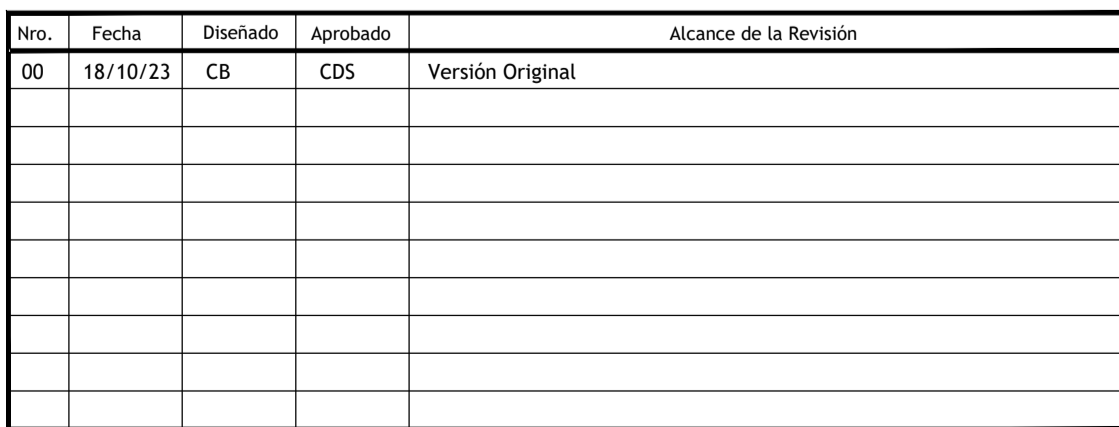 Nro. Fecha Diseñado Aprobado Alcance de la Revisión
00 18/10/23 CB CDS Versión Original